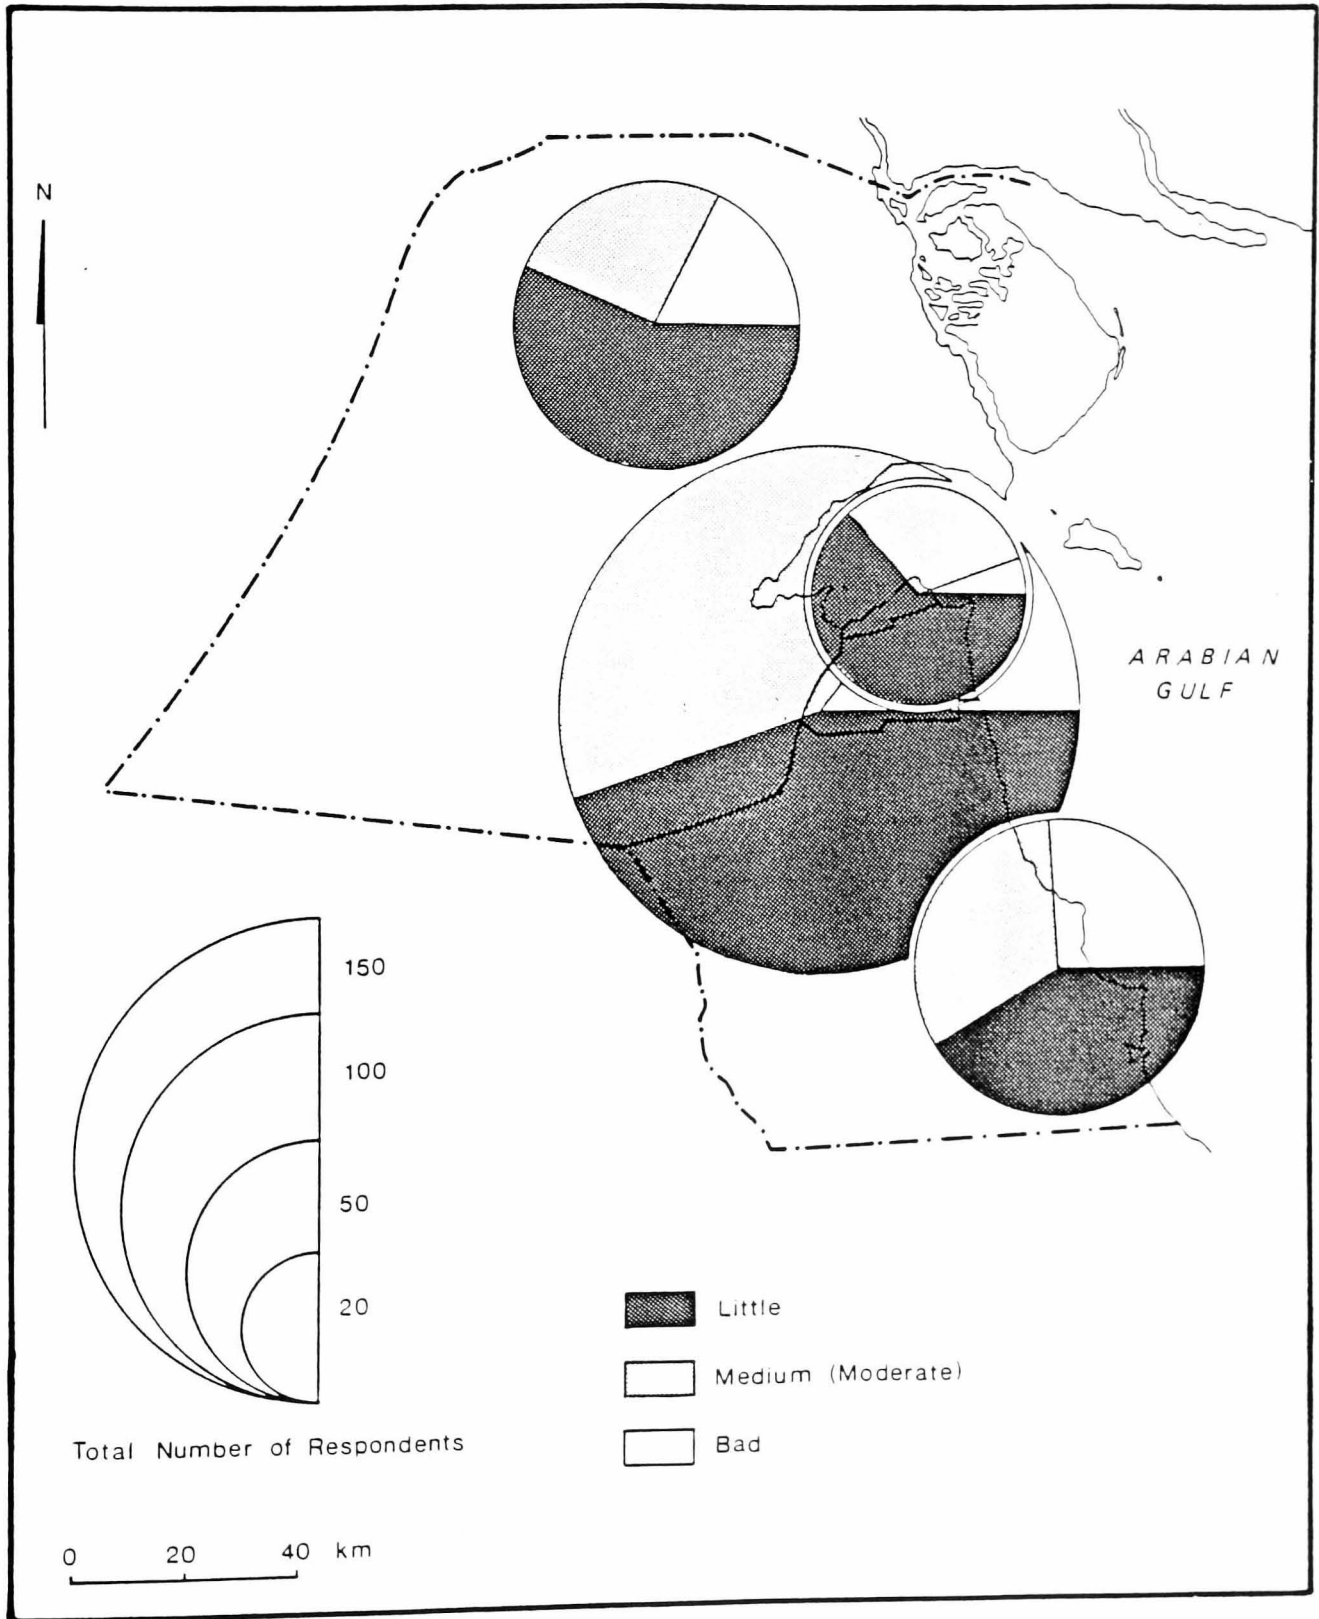 N
ARABIAN
GULF
150
100
50
20
Little
Medium (Moderate)
Bad
Total Number of Respondents
0 20 40 km